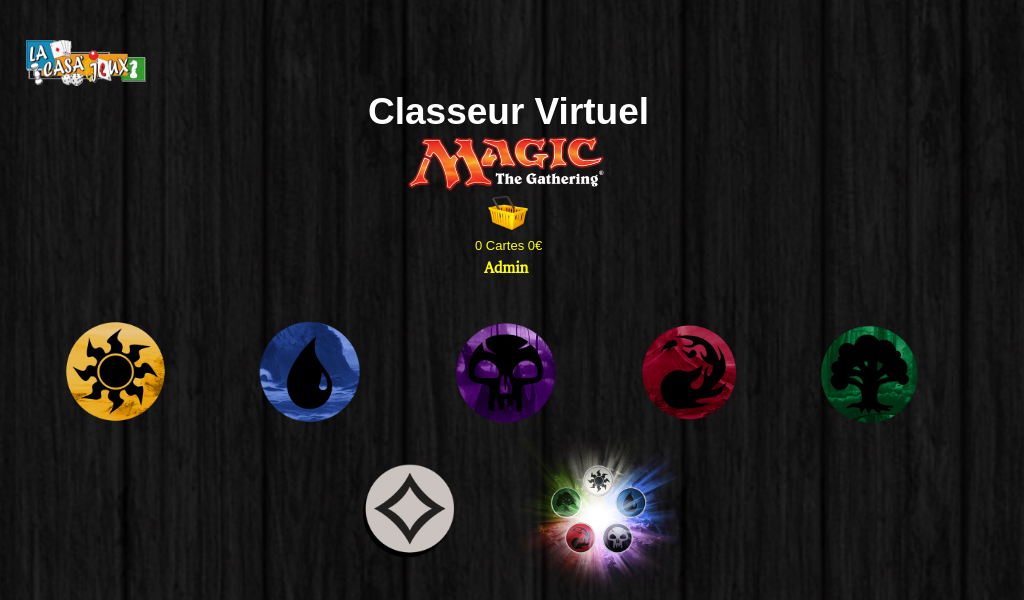 LA
CASA JOUX
Classeur Virtuel
MAGIC
The Gathering®
0 Cartes 0€
Admin